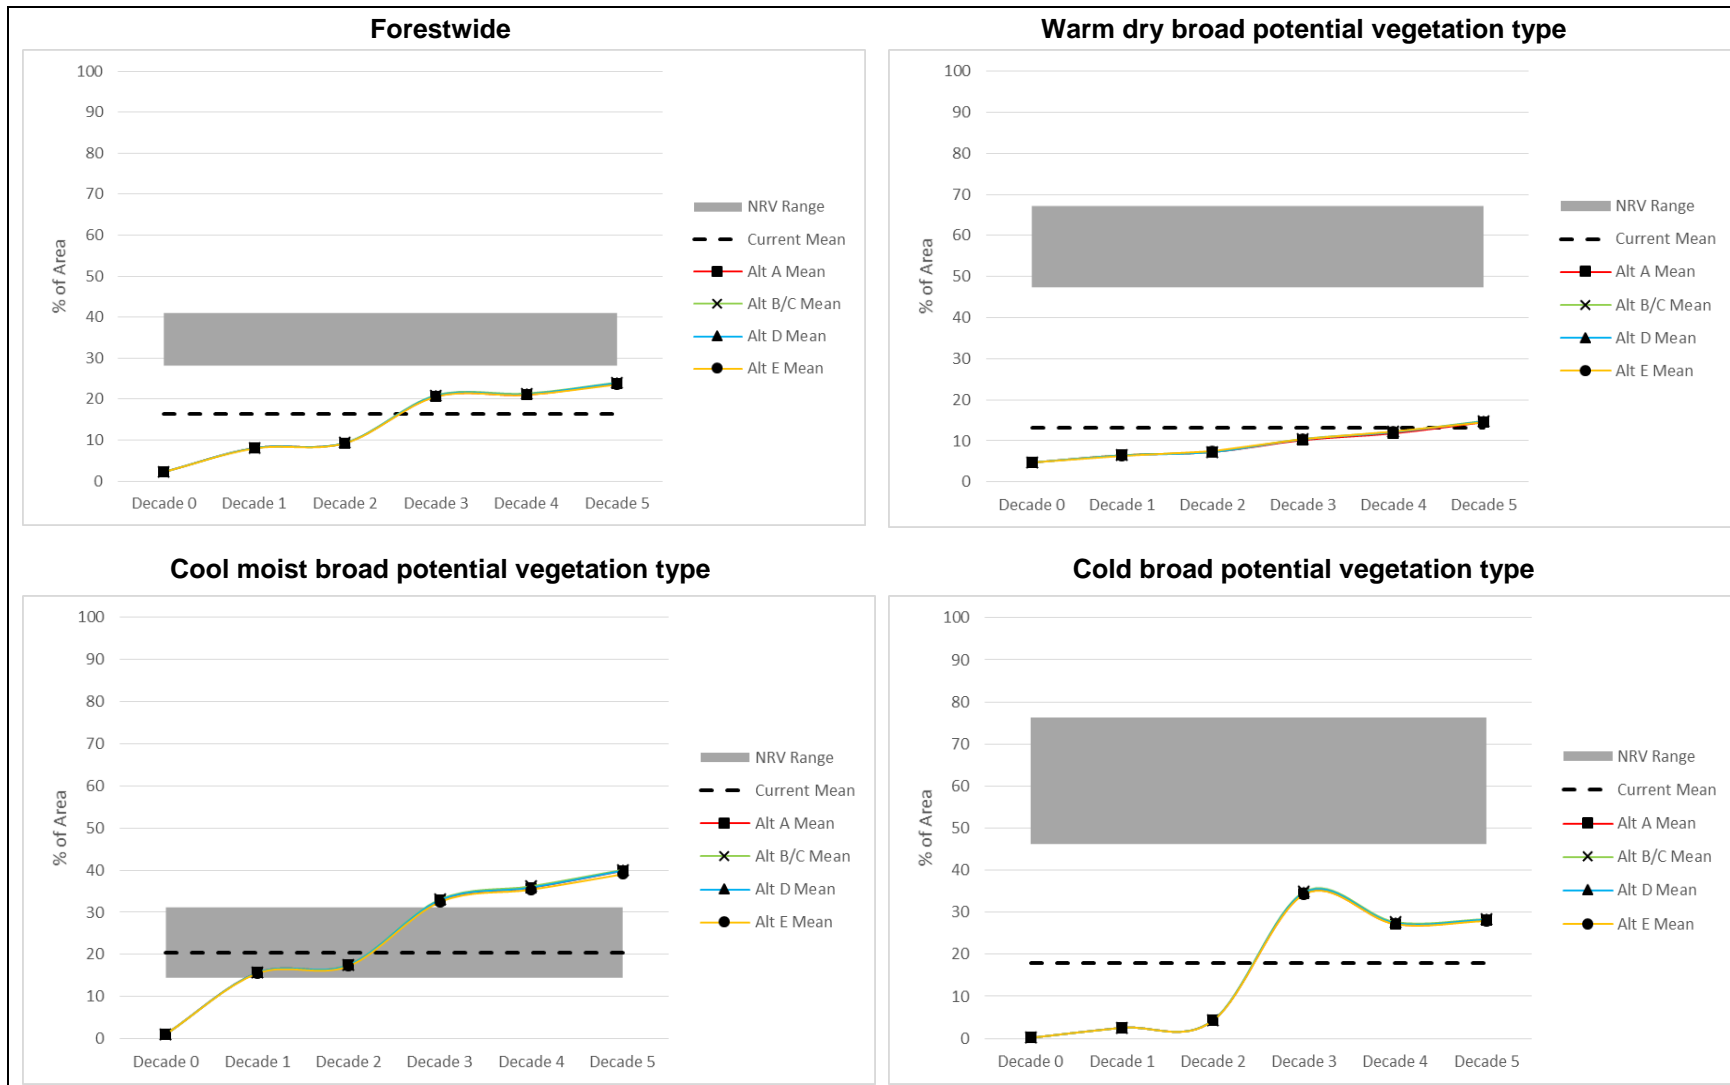 Forestwide
100
90
80
70
60
50
40
30
20
10
0
% of Area
Decade 0 Decade 1 Decade 2 Decade 3 Decade 4 Decade 5
NRV Range
Current Mean
Alt A Mean
Alt B/C Mean
Alt D Mean
Alt E Mean
Warm dry broad potential vegetation type
100
90
80
70
60
50
40
30
20
10
0
% of Area
Decade 0 Decade 1 Decade 2 Decade 3 Decade 4 Decade 5
NRV Range
Current Mean
Alt A Mean
Alt B/C Mean
Alt D Mean
Alt E Mean
Cool moist broad potential vegetation type
100
90
80
70
60
50
40
30
20
10
0
% of Area
Decade 0 Decade 1 Decade 2 Decade 3 Decade 4 Decade 5
NRV Range
Current Mean
Alt A Mean
Alt B/C Mean
Alt D Mean
Alt E Mean
Cold broad potential vegetation type
100
90
80
70
60
50
40
30
20
10
0
% of Area
Decade 0 Decade 1 Decade 2 Decade 3 Decade 4 Decade 5
NRV Range
Current Mean
Alt A Mean
Alt B/C Mean
Alt D Mean
Alt E Mean